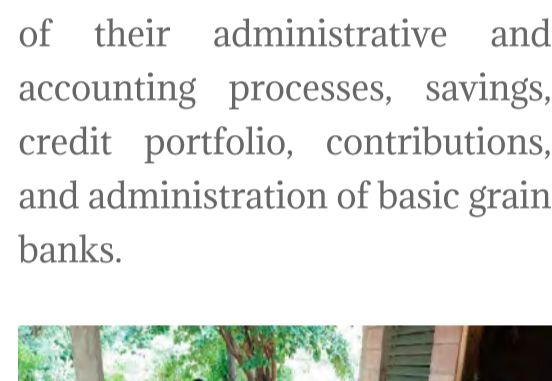 of their administrative and
accounting processes, savings,
credit portfolio, contributions,
and administration of basic grain
banks.